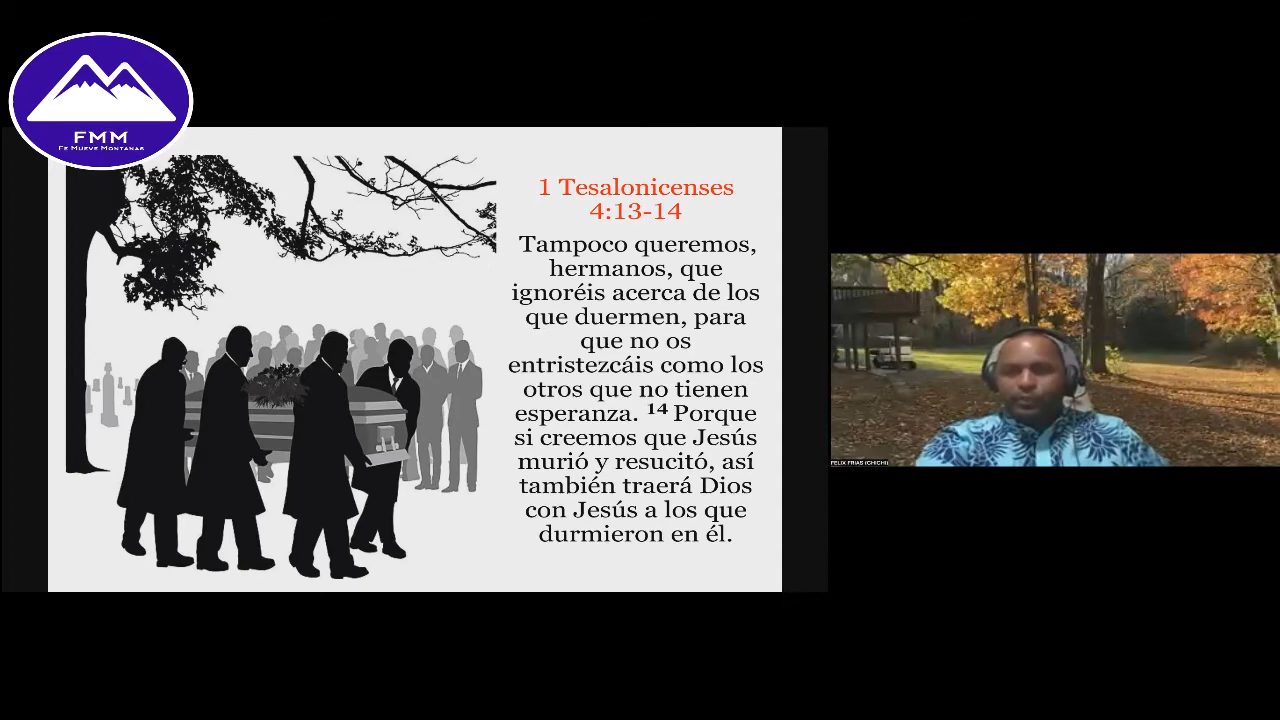 FMM
FE MUEVE MONTAÑAS
1 Tesalonicenses
4:13-14
Tampoco queremos,
hermanos, que
ignoréis acerca de los
que duermen, para
que no os
entristezcáis como los
otros que no tienen
esperanza. ¹⁴ Porque
si creemos que Jesús
murió y resucitó, así
también traerá Dios
con Jesús a los que
durmieron en él.
FELIX FRIAS (CHICHI)